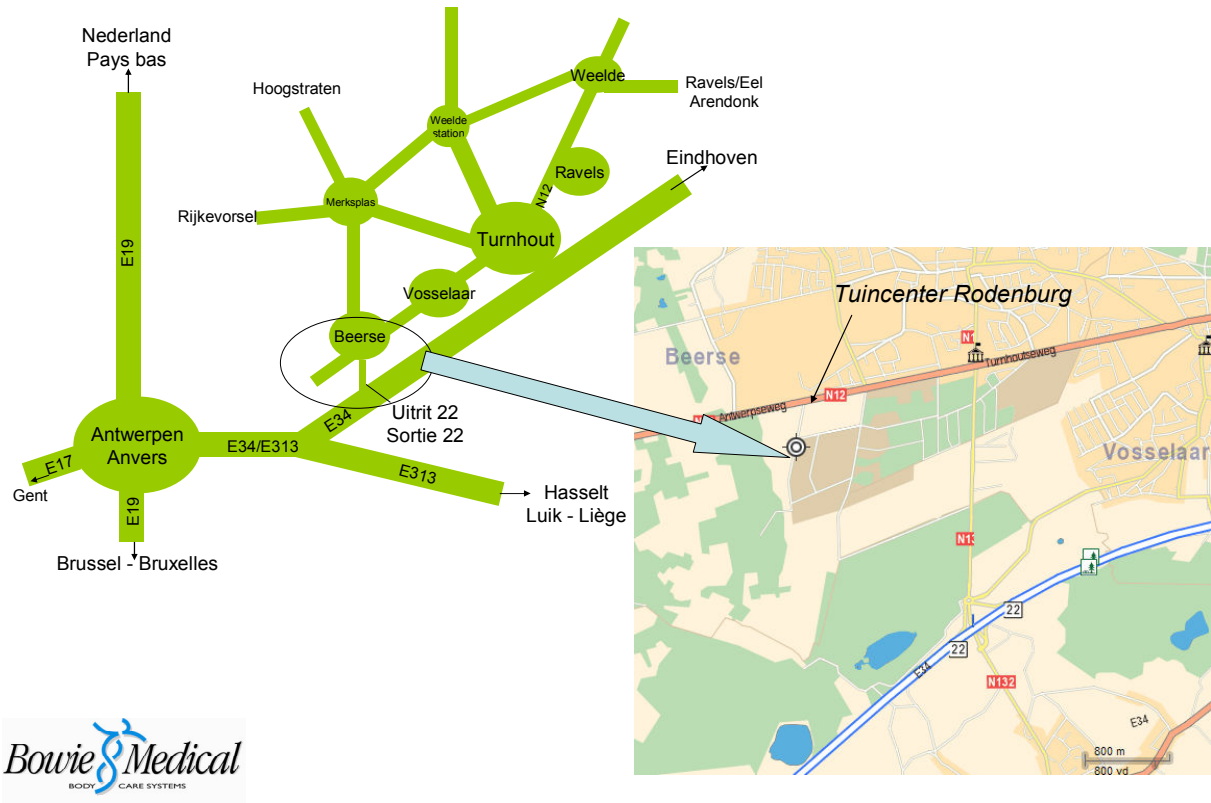 Nederland
Pays bas
Hoogstraten
Weelde
Ravels/Eel
Arendonk
Weelde
station
Eindhoven
Ravels
N12
Merksplas
Rijkevorsel
Turnhout
E19
Vosselaar
Beerse
Uitrit 22
Sortie 22
E34
Antwerpen
Anvers
E34/E313
E17
E313
Gent
E19
Hasselt
Luik - Liège
Brussel - Bruxelles
Tuincenter Rodenburg
Beerse
Turnhoutseweg
N12
Antwerpseweg
Vosselaar
22
22
E34
N132
E34
800 m
800 yd
Bowie Medical
BODY CARE SYSTEMS